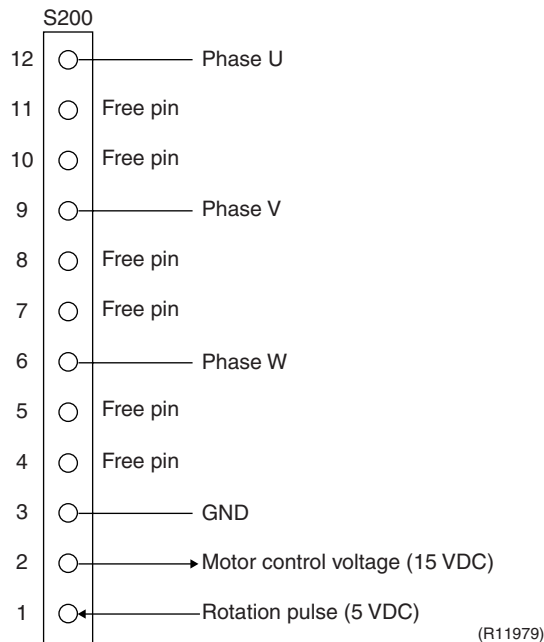 S200
12 Phase U
11 Free pin
10 Free pin
9 Phase V
8 Free pin
7 Free pin
6 Phase W
5 Free pin
4 Free pin
3 GND
2 Motor control voltage (15 VDC)
1 Rotation pulse (5 VDC)
(R11979)